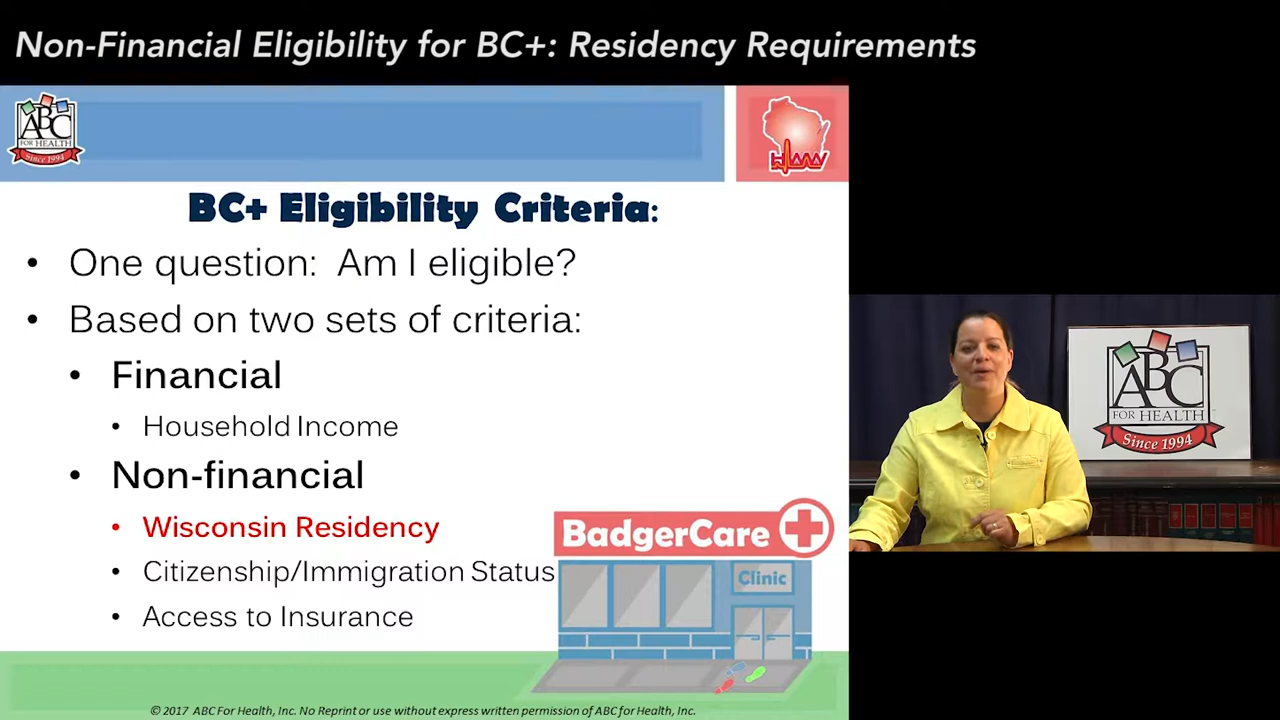 Non-Financial Eligibility for BC+: Residency Requirements
ABC
FOR HEALTH
Since 1994
HWW
BC+ Eligibility Criteria:
• One question: Am I eligible?
• Based on two sets of criteria:
• Financial
• Household Income
• Non-financial
• Wisconsin Residency
• Citizenship/Immigration Status
• Access to Insurance
BadgerCare
Clinic
ABC
FOR HEALTH
Since 1994
© 2017 ABC For Health, Inc. No Reprint or use without express written permission of ABC for Health, Inc.